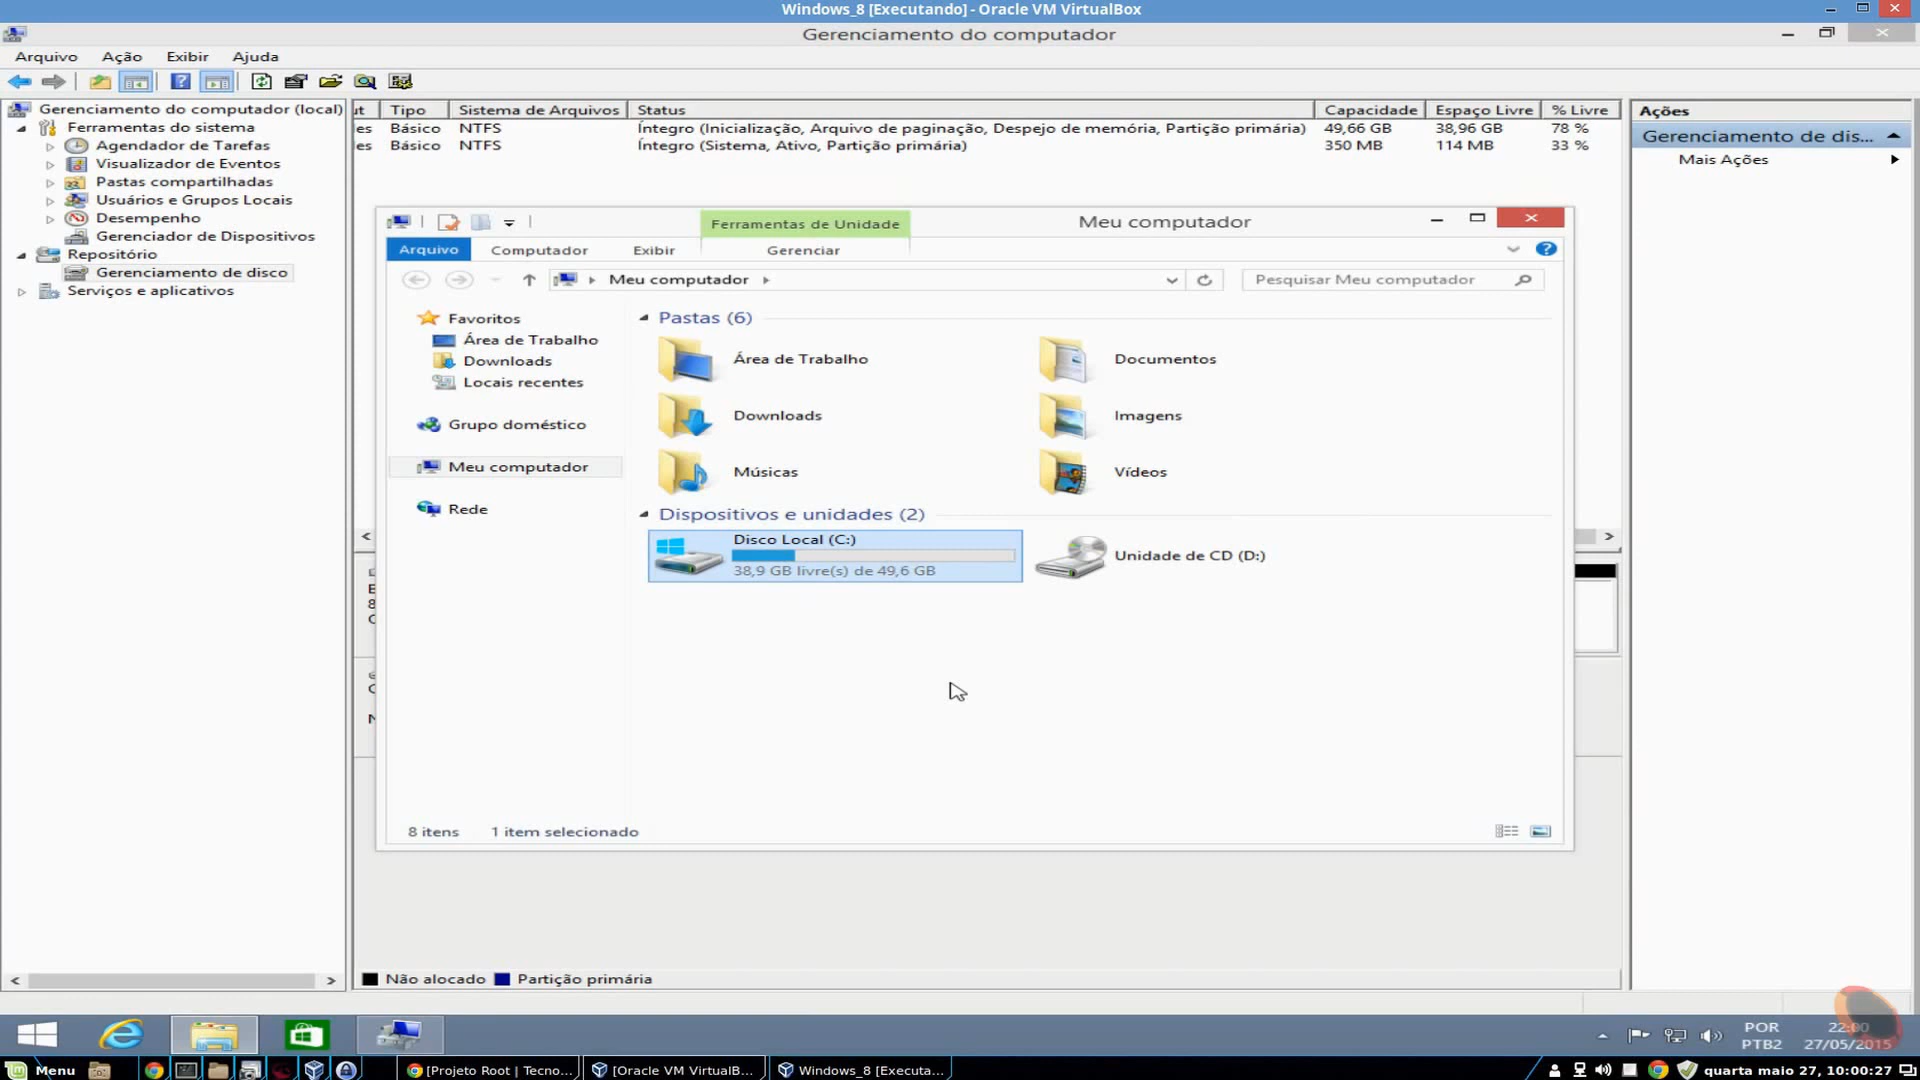 Windows_8 [Executando] - Oracle VM VirtualBox
Gerenciamento do computador
Arquivo Ação Exibir Ajuda
Gerenciamento do computador (local)
Ferramentas do sistema
Agendador de Tarefas
Visualizador de Eventos
Pastas compartilhadas
Usuários e Grupos Locais
Desempenho
Gerenciador de Dispositivos
Repositório
Gerenciamento de disco
Serviços e aplicativos
ut Tipo Sistema de Arquivos Status Capacidade Espaço Livre % Livre
es Básico NTFS Íntegro (Inicialização, Arquivo de paginação, Despejo de memória, Partição primária) 49,66 GB 38,96 GB 78 %
es Básico NTFS Íntegro (Sistema, Ativo, Partição primária) 350 MB 114 MB 33 %
Ações
Gerenciamento de dis...
Mais Ações
Ferramentas de Unidade
Meu computador
Arquivo Computador Exibir Gerenciar
Meu computador
Pesquisar Meu computador
Favoritos
Área de Trabalho
Downloads
Locais recentes
Grupo doméstico
Meu computador
Rede
Pastas (6)
Área de Trabalho
Documentos
Downloads
Imagens
Músicas
Vídeos
Dispositivos e unidades (2)
Disco Local (C:)
38,9 GB livre(s) de 49,6 GB
Unidade de CD (D:)
8 itens 1 item selecionado
Não alocado Partição primária
POR
PTB2
22:00
27/05/2015
Menu
[Projeto Root | Tecno...
[Oracle VM VirtualB...
Windows_8 [Executa...
quarta maio 27, 10:00:27